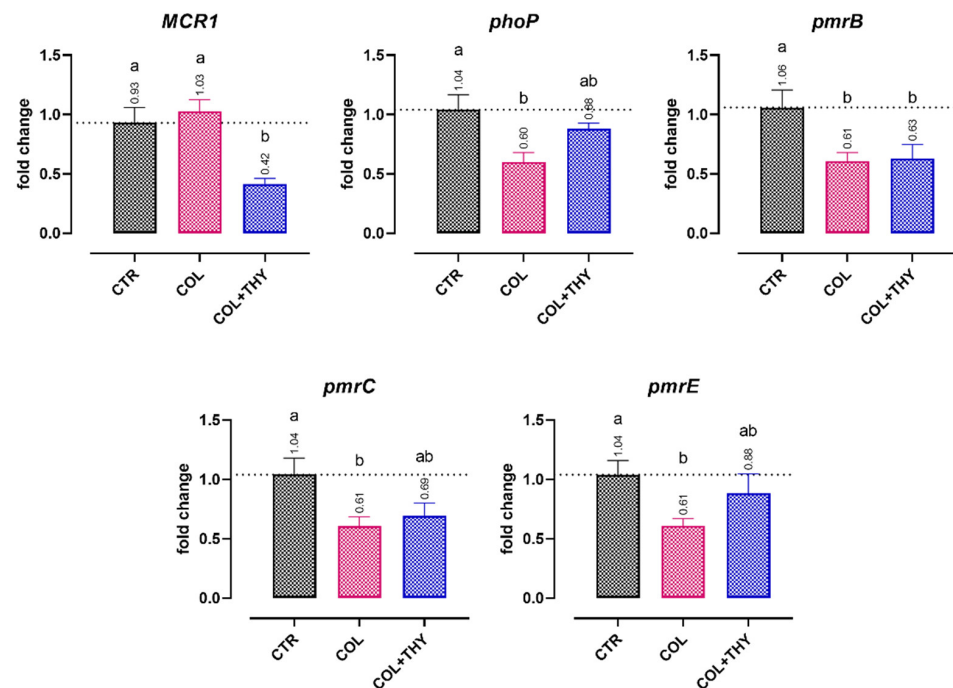 MCR1
phoP
pmrB
1.5
1.0
0.5
0.0
fold change
a
0.93
a
1.03
b
0.42
CTR
COL
COL+THY
1.5
1.0
0.5
0.0
fold change
a
1.04
b
0.60
ab
0.88
CTR
COL
COL+THY
1.5
1.0
0.5
0.0
fold change
a
1.06
b
0.61
b
0.63
CTR
COL
COL+THY
pmrC
pmrE
1.5
1.0
0.5
0.0
fold change
a
1.04
b
0.61
ab
0.69
CTR
COL
COL+THY
1.5
1.0
0.5
0.0
fold change
a
1.04
b
0.61
ab
0.88
CTR
COL
COL+THY